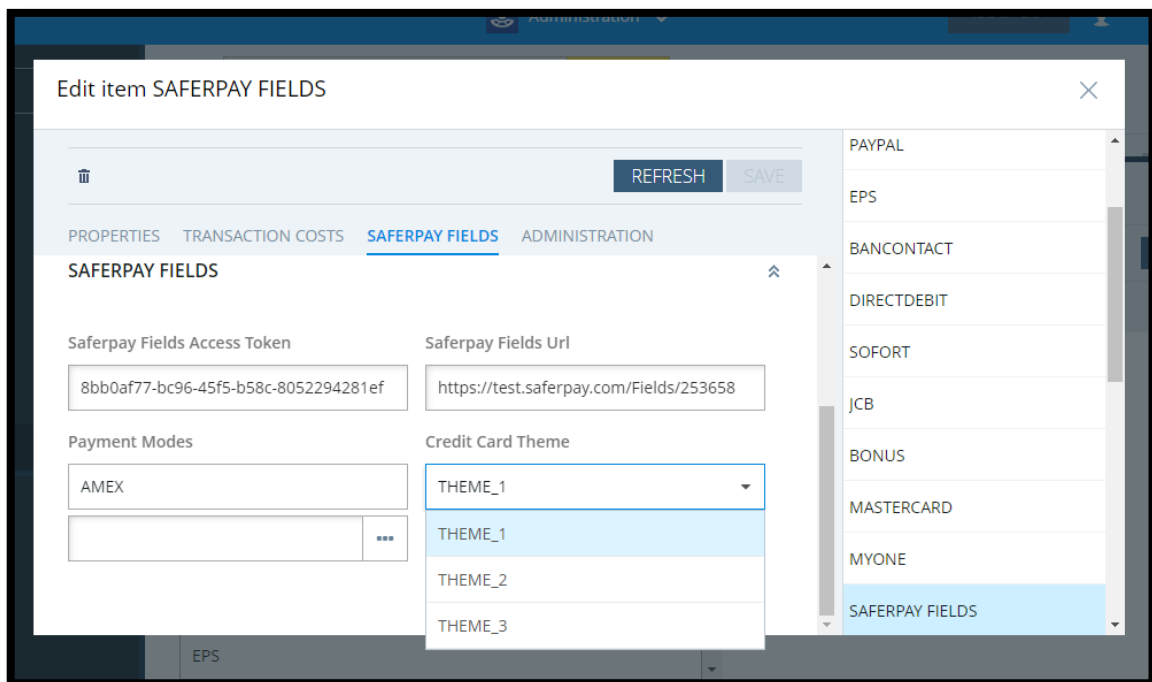 Administration
Edit item SAFERPAY FIELDS
REFRESH SAVE
PROPERTIES TRANSACTION COSTS SAFERPAY FIELDS ADMINISTRATION
SAFERPAY FIELDS
Saferpay Fields Access Token Saferpay Fields Url
8bb0af77-bc96-45f5-b58c-8052294281ef https://test.saferpay.com/Fields/253658
Payment Modes Credit Card Theme
AMEX THEME_1
THEME_1
THEME_2
THEME_3
PAYPAL
EPS
BANCONTACT
DIRECTDEBIT
SOFORT
JCB
BONUS
MASTERCARD
MYONE
SAFERPAY FIELDS
EPS